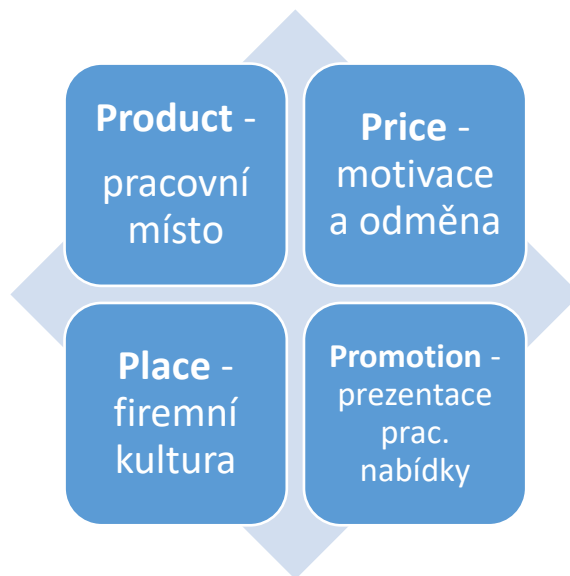 Product -
pracovní
místo
Price -
motivace
a odměna
Place -
firemní
kultura
Promotion -
prezentace
prac.
nabídky